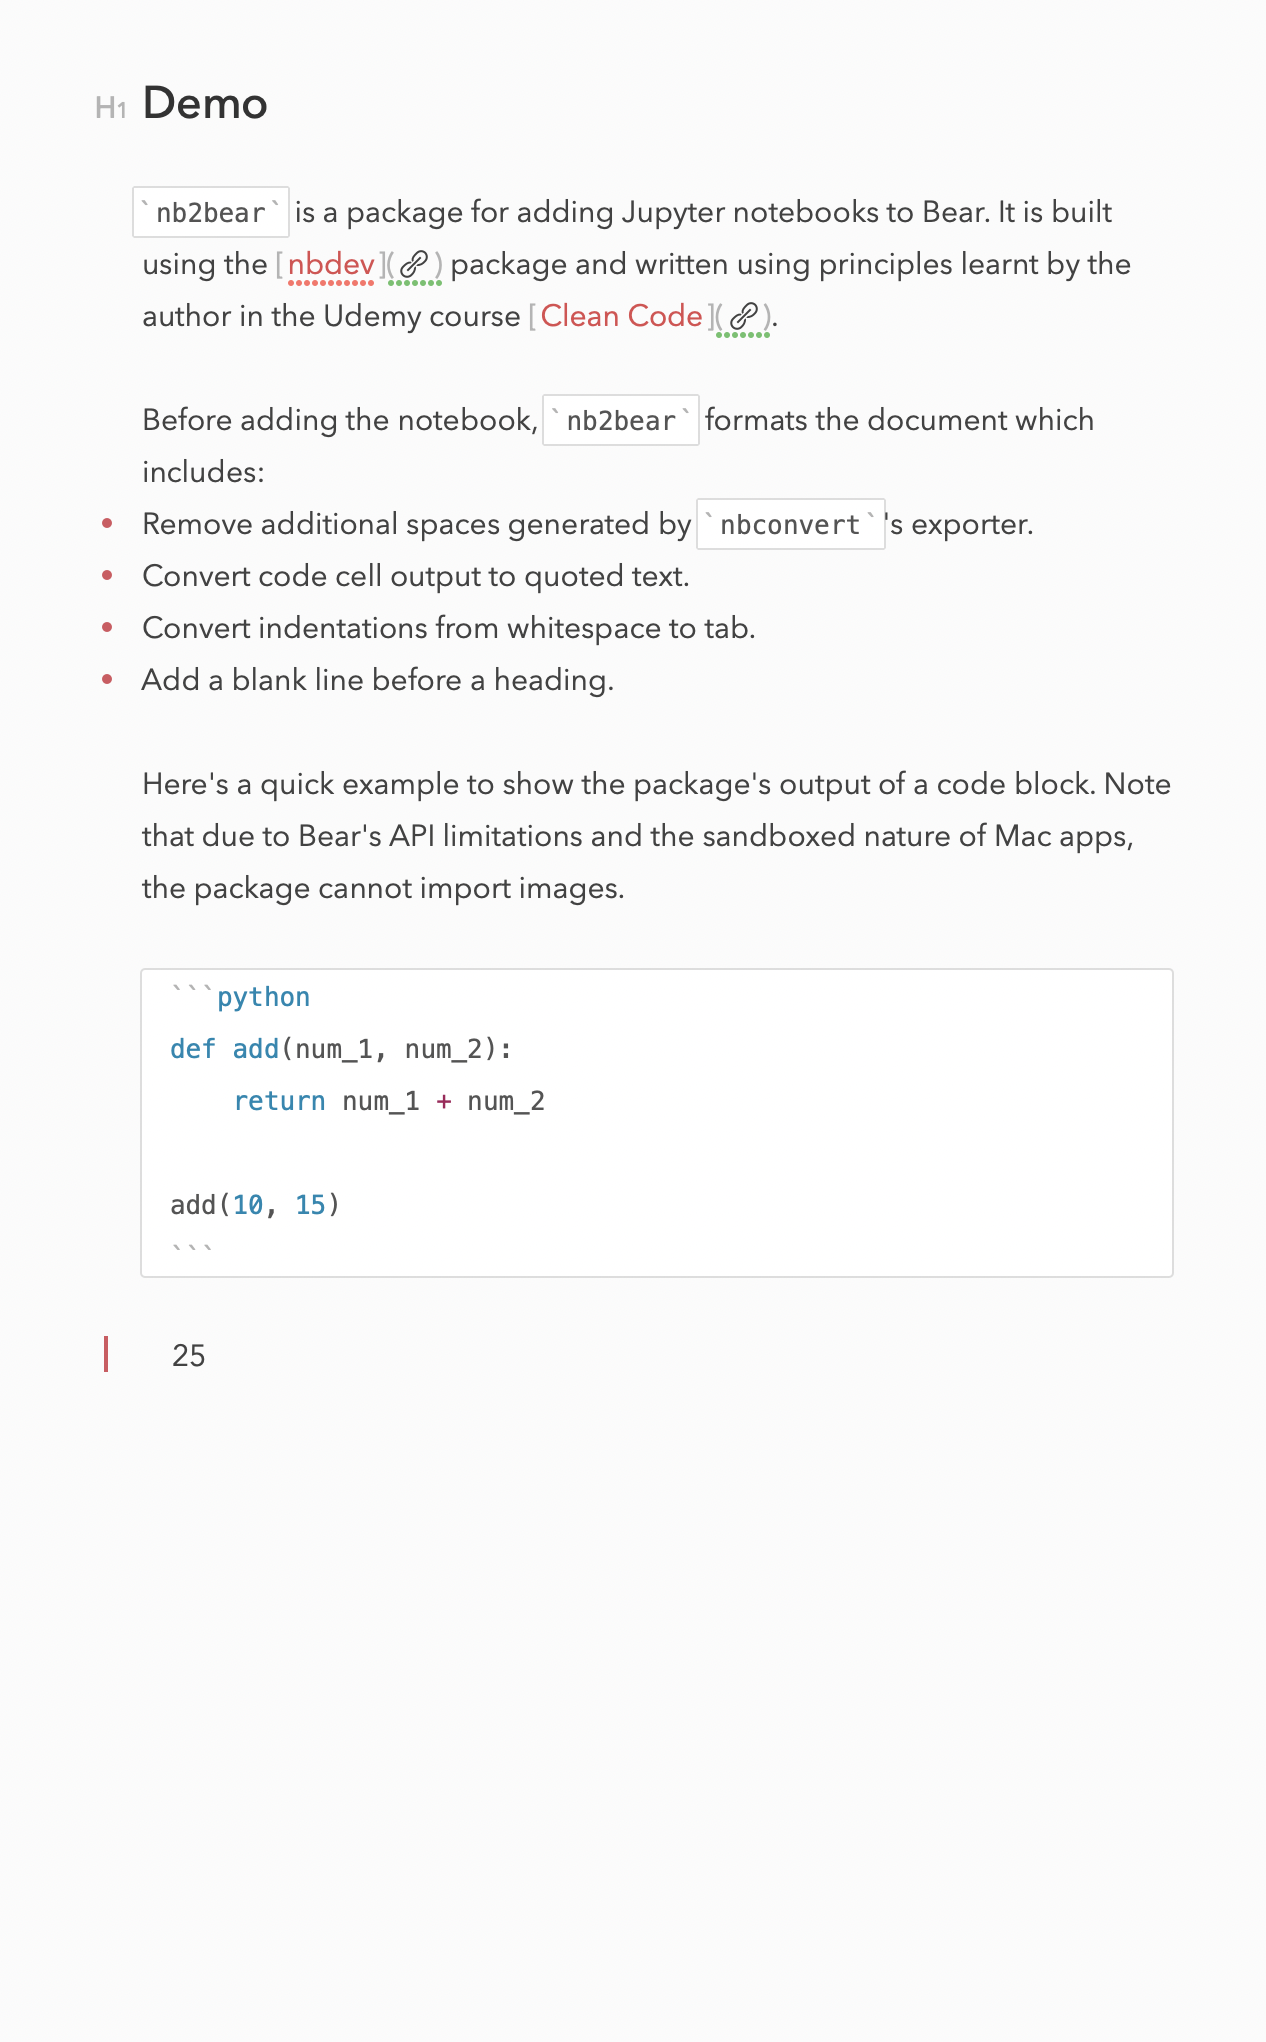 H1 Demo
`nb2bear` is a package for adding Jupyter notebooks to Bear. It is built
using the [nbdev](🔗) package and written using principles learnt by the
author in the Udemy course [Clean Code](🔗).
Before adding the notebook, `nb2bear` formats the document which
includes:
• Remove additional spaces generated by `nbconvert`'s exporter.
• Convert code cell output to quoted text.
• Convert indentations from whitespace to tab.
• Add a blank line before a heading.
Here's a quick example to show the package's output of a code block. Note
that due to Bear's API limitations and the sandboxed nature of Mac apps,
the package cannot import images.
```python
def add(num_1, num_2):
    return num_1 + num_2
add(10, 15)
```
25